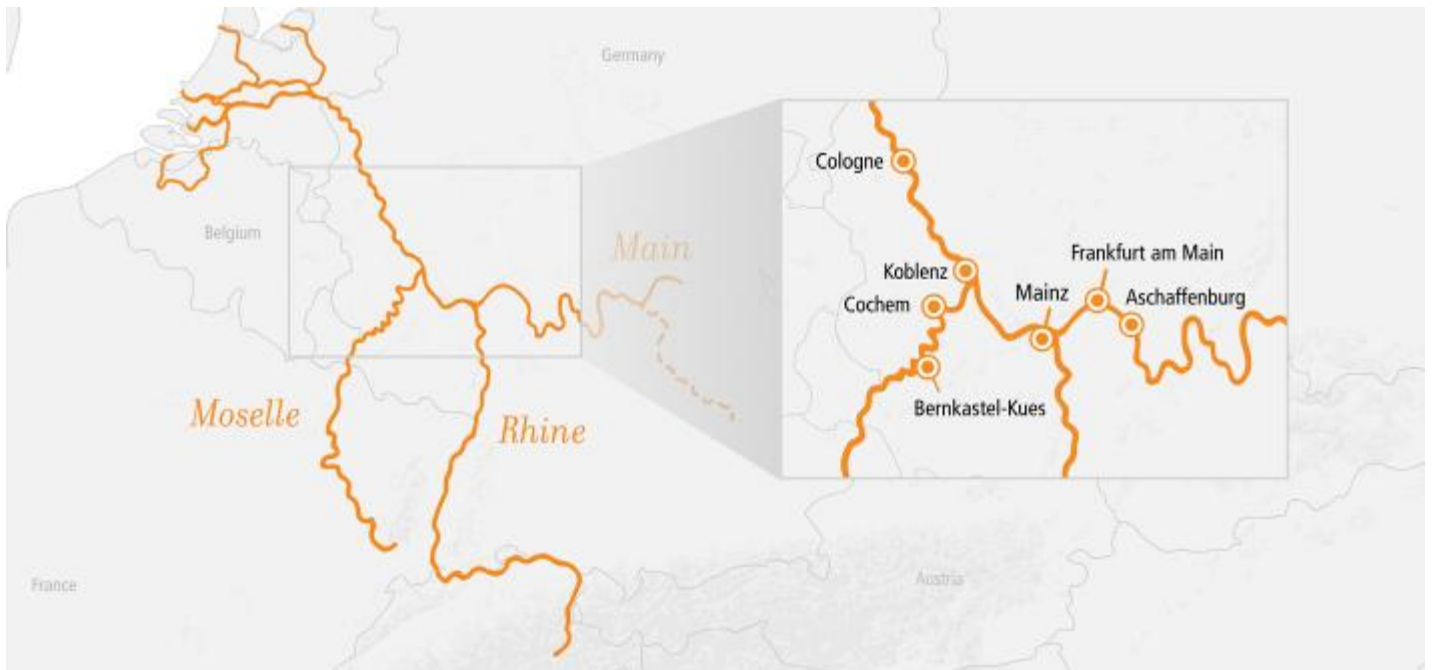 Germany
Belgium
Main
Moselle
Rhine
France
Austria
Cologne
Koblenz
Cochem
Mainz
Frankfurt am Main
Aschaffenburg
Bernkastel-Kues